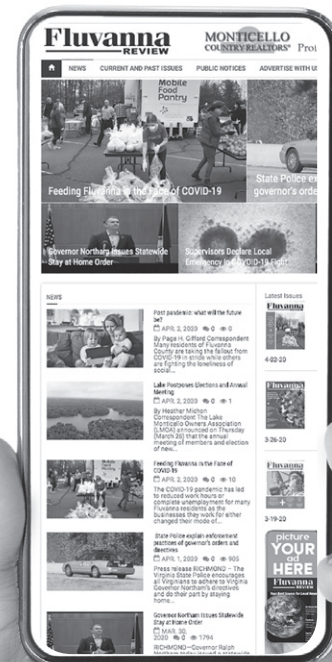 Fluvanna
REVIEW
MONTICELLO
COUNTRY REALTORS®
NEWS CURRENT AND PAST ISSUES PUBLIC NOTICES ADVERTISE WITH
Mobile
Food
Pantry
Feeding Fluvanna in the Face of COVID-19
State Police
governor's
Governor Northam Issues Statewide
Stay at Home Order
Supervisors Declare Local
Emergency in COVID-19 Fight
NEWS
Post pandemic: what will the future
be?
APR 2, 2020 0 0
By Page H. Gifford Correspondent
Many residents of Fluvanna
County are taking the fallout from
COVID-19 in stride while others
are fighting the loneliness of
social...
Lake Postpones Elections and Annual
Meeting
APR 2, 2020 0 1
By Heather Michon
Correspondent The Lake
Monticello Owners Association
(LMOA) announced on Thursday
(March 26) that the annual
meeting of members and election
of new...
Feeding Fluvanna in the Face of
COVID-19
APR 2, 2020 0 10
The COVID-19 pandemic has led
to reduced work hours or
complete unemployment for many
Fluvanna residents as the
businesses they work for either
changed their mode of...
State Police explain enforcement
practices of governor's orders and
directives
APR 1, 2020 0 905
Press release RICHMOND – The
Virginia State Police encourages
all Virginians to adhere to Virginia
Governor Northam's directives
and do their part by staying
home...
Governor Northam Issues Statewide
Stay at Home Order
MAR 30,
2020 0 1794
RICHMOND—Governor Ralph
Latest Issues
Fluvanna
4-02-20
Fluvanna
3-26-20
Fluvanna
3-19-20
picture
YOUR
ad
HERE
Fluvanna
REVIEW